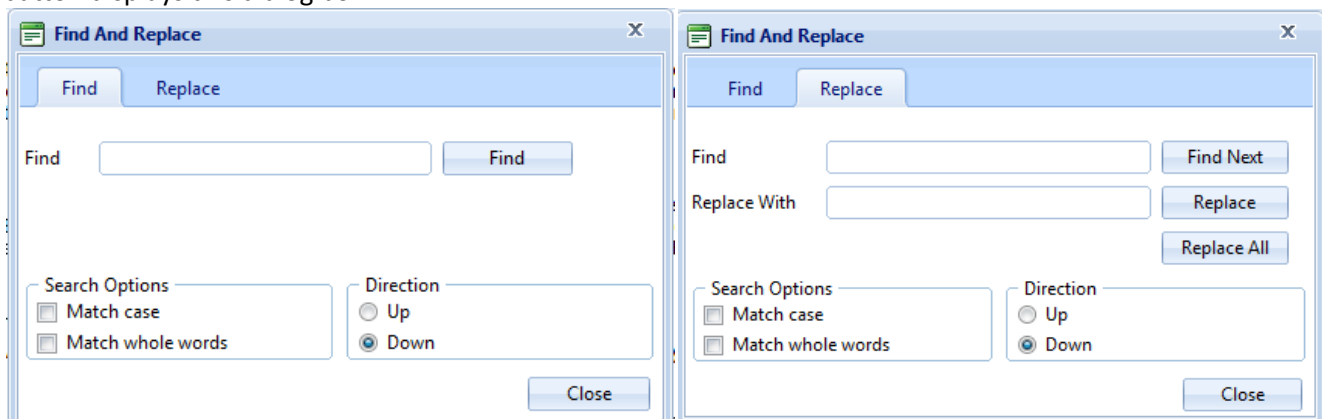 Find And Replace
x
Find Replace
Find Find
Search Options
Match case
Match whole words
Direction
Up
Down
Close
Find And Replace
x
Find Replace
Find Find Next
Replace With Replace
Replace All
Search Options
Match case
Match whole words
Direction
Up
Down
Close